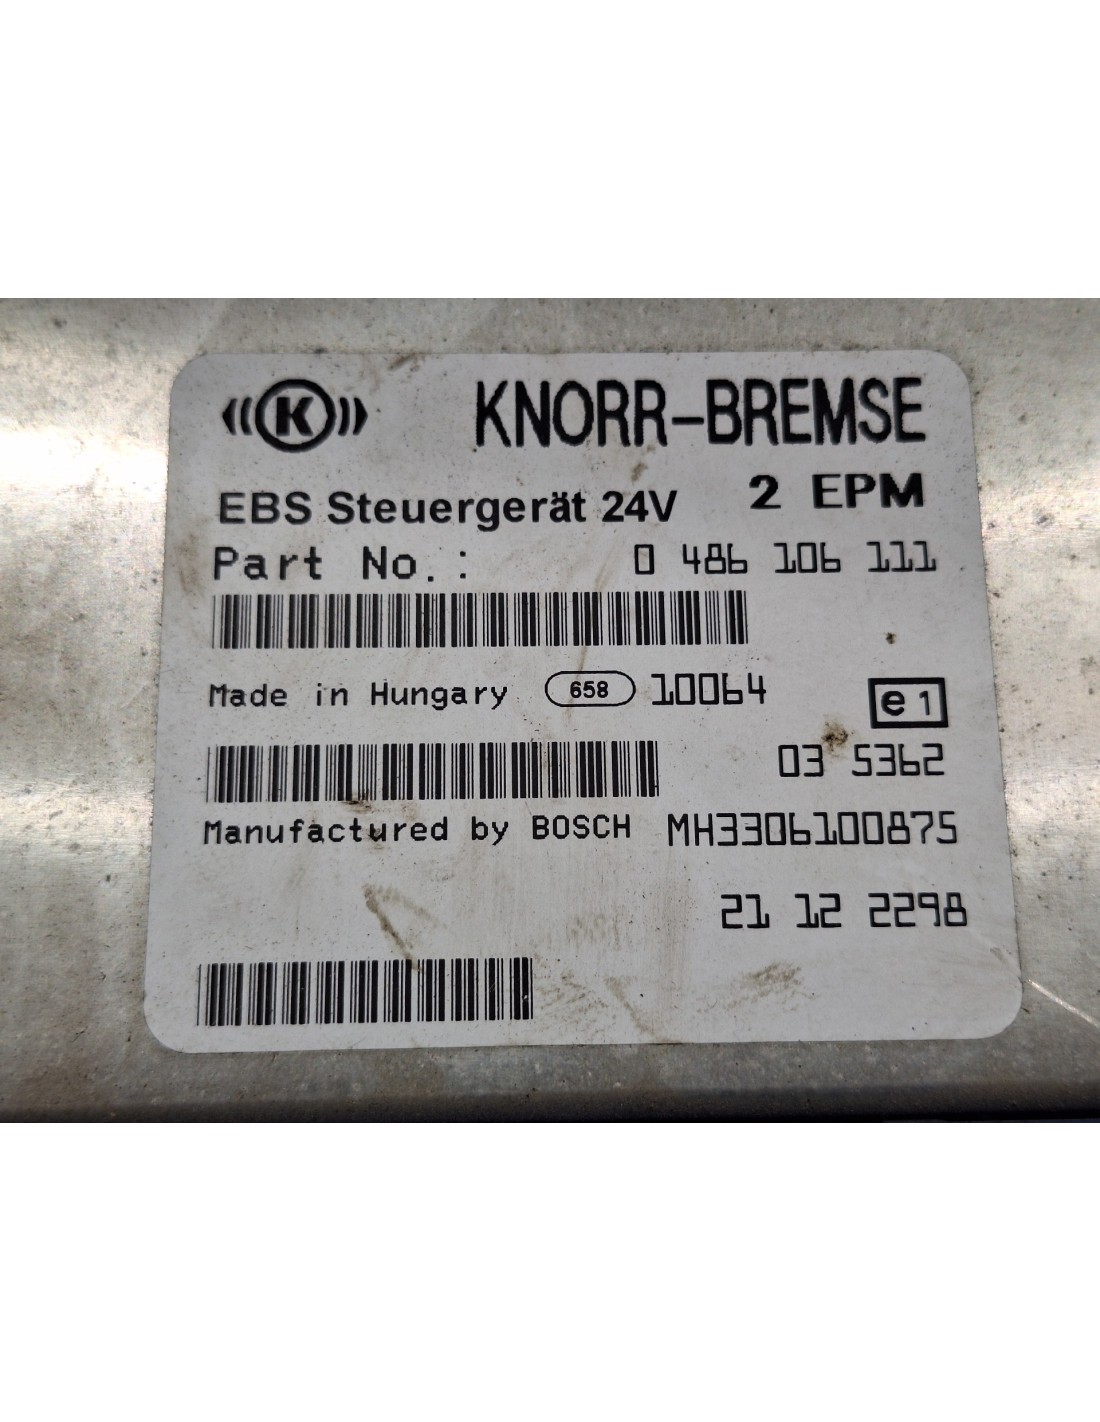 K KNORR-BREMSE
EBS Steuergerät 24V 2 EPM
Part No.: 0 486 106 111
Made in Hungary 658 10064
e1
03 5362
Manufactured by BOSCH MH3306100875
21 12 2298